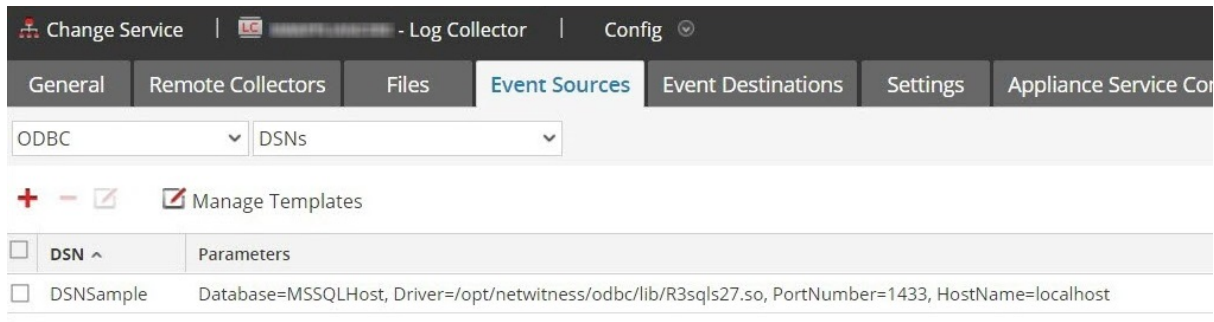 Change Service | LC - Log Collector | Config
General Remote Collectors Files Event Sources Event Destinations Settings Appliance Service Cor
ODBC DSNs
+ - Manage Templates
DSN Parameters
DSNSample Database=MSSQLHost, Driver=/opt/netwitness/odbc/lib/R3sqls27.so, PortNumber=1433, HostName=localhost